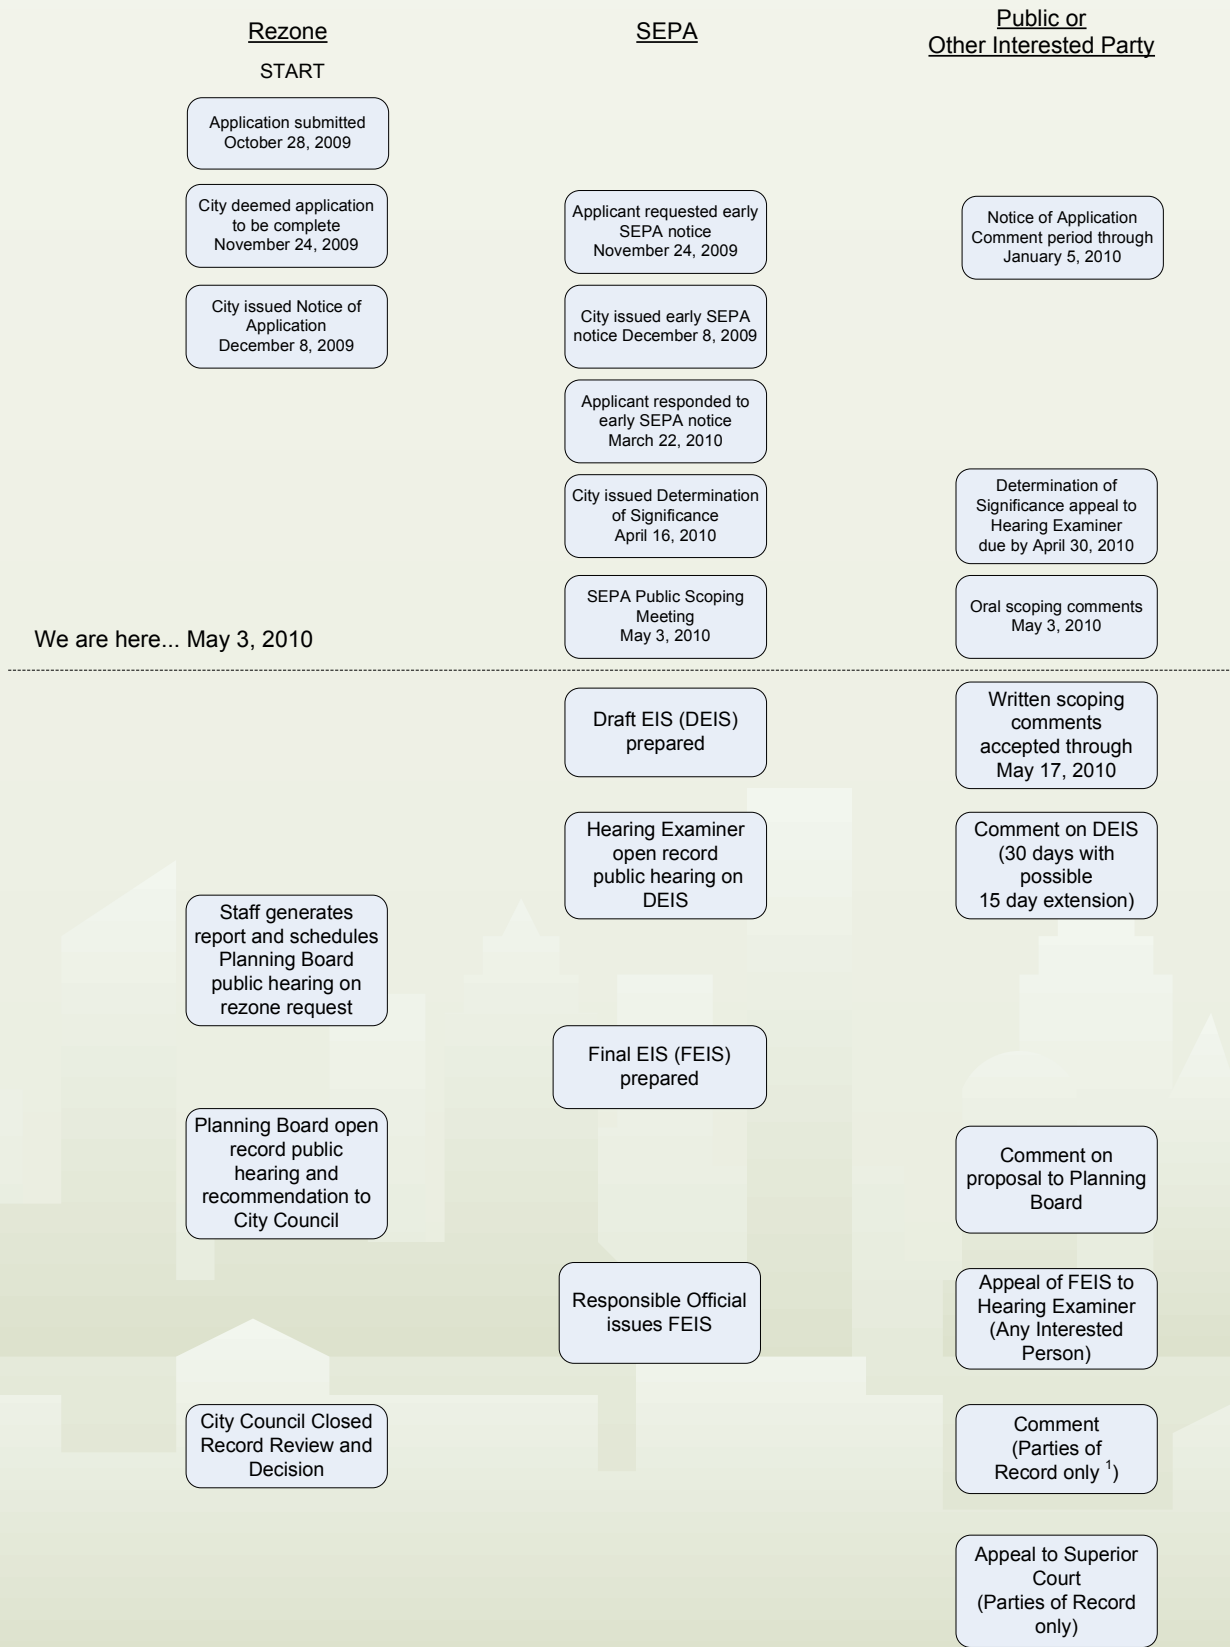 Rezone
SEPA
Public or
Other Interested Party
START
Application submitted
October 28, 2009
City deemed application
to be complete
November 24, 2009
Applicant requested early
SEPA notice
November 24, 2009
Notice of Application
Comment period through
January 5, 2010
City issued Notice of
Application
December 8, 2009
City issued early SEPA
notice December 8, 2009
Applicant responded to
early SEPA notice
March 22, 2010
City issued Determination
of Significance
April 16, 2010
Determination of
Significance appeal to
Hearing Examiner
due by April 30, 2010
SEPA Public Scoping
Meeting
May 3, 2010
Oral scoping comments
May 3, 2010
We are here... May 3, 2010
Draft EIS (DEIS)
prepared
Written scoping
comments
accepted through
May 17, 2010
Hearing Examiner
open record
public hearing on
DEIS
Comment on DEIS
(30 days with
possible
15 day extension)
Staff generates
report and schedules
Planning Board
public hearing on
rezone request
Final EIS (FEIS)
prepared
Planning Board open
record public
hearing and
recommendation to
City Council
Comment on
proposal to Planning
Board
Responsible Official
issues FEIS
Appeal of FEIS to
Hearing Examiner
(Any Interested
Person)
City Council Closed
Record Review and
Decision
Comment
(Parties of
Record only ¹)
Appeal to Superior
Court
(Parties of Record
only)